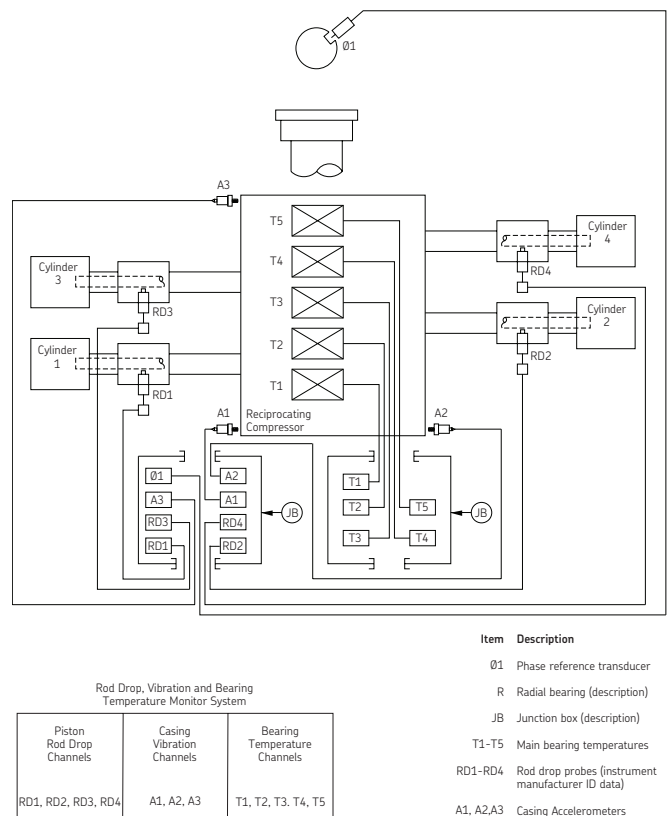 Ø1
A3
T5
T4
T3
T2
T1
Cylinder
4
RD4
Cylinder
3
RD3
Cylinder
2
RD2
Cylinder
1
RD1
A1
Reciprocating
Compressor
A2
Ø1
A3
RD3
RD1
A2
A1
RD4
RD2
JB
T1
T2
T3
T5
T4
JB
Item Description
Ø1 Phase reference transducer
R Radial bearing (description)
JB Junction box (description)
T1-T5 Main bearing temperatures
RD1-RD4 Rod drop probes (instrument
manufacturer ID data)
A1, A2,A3 Casing Accelerometers
Rod Drop, Vibration and Bearing
Temperature Monitor System
Piston
Rod Drop
Channels
RD1, RD2, RD3, RD4
Casing
Vibration
Channels
A1, A2, A3
Bearing
Temperature
Channels
T1, T2, T3. T4, T5